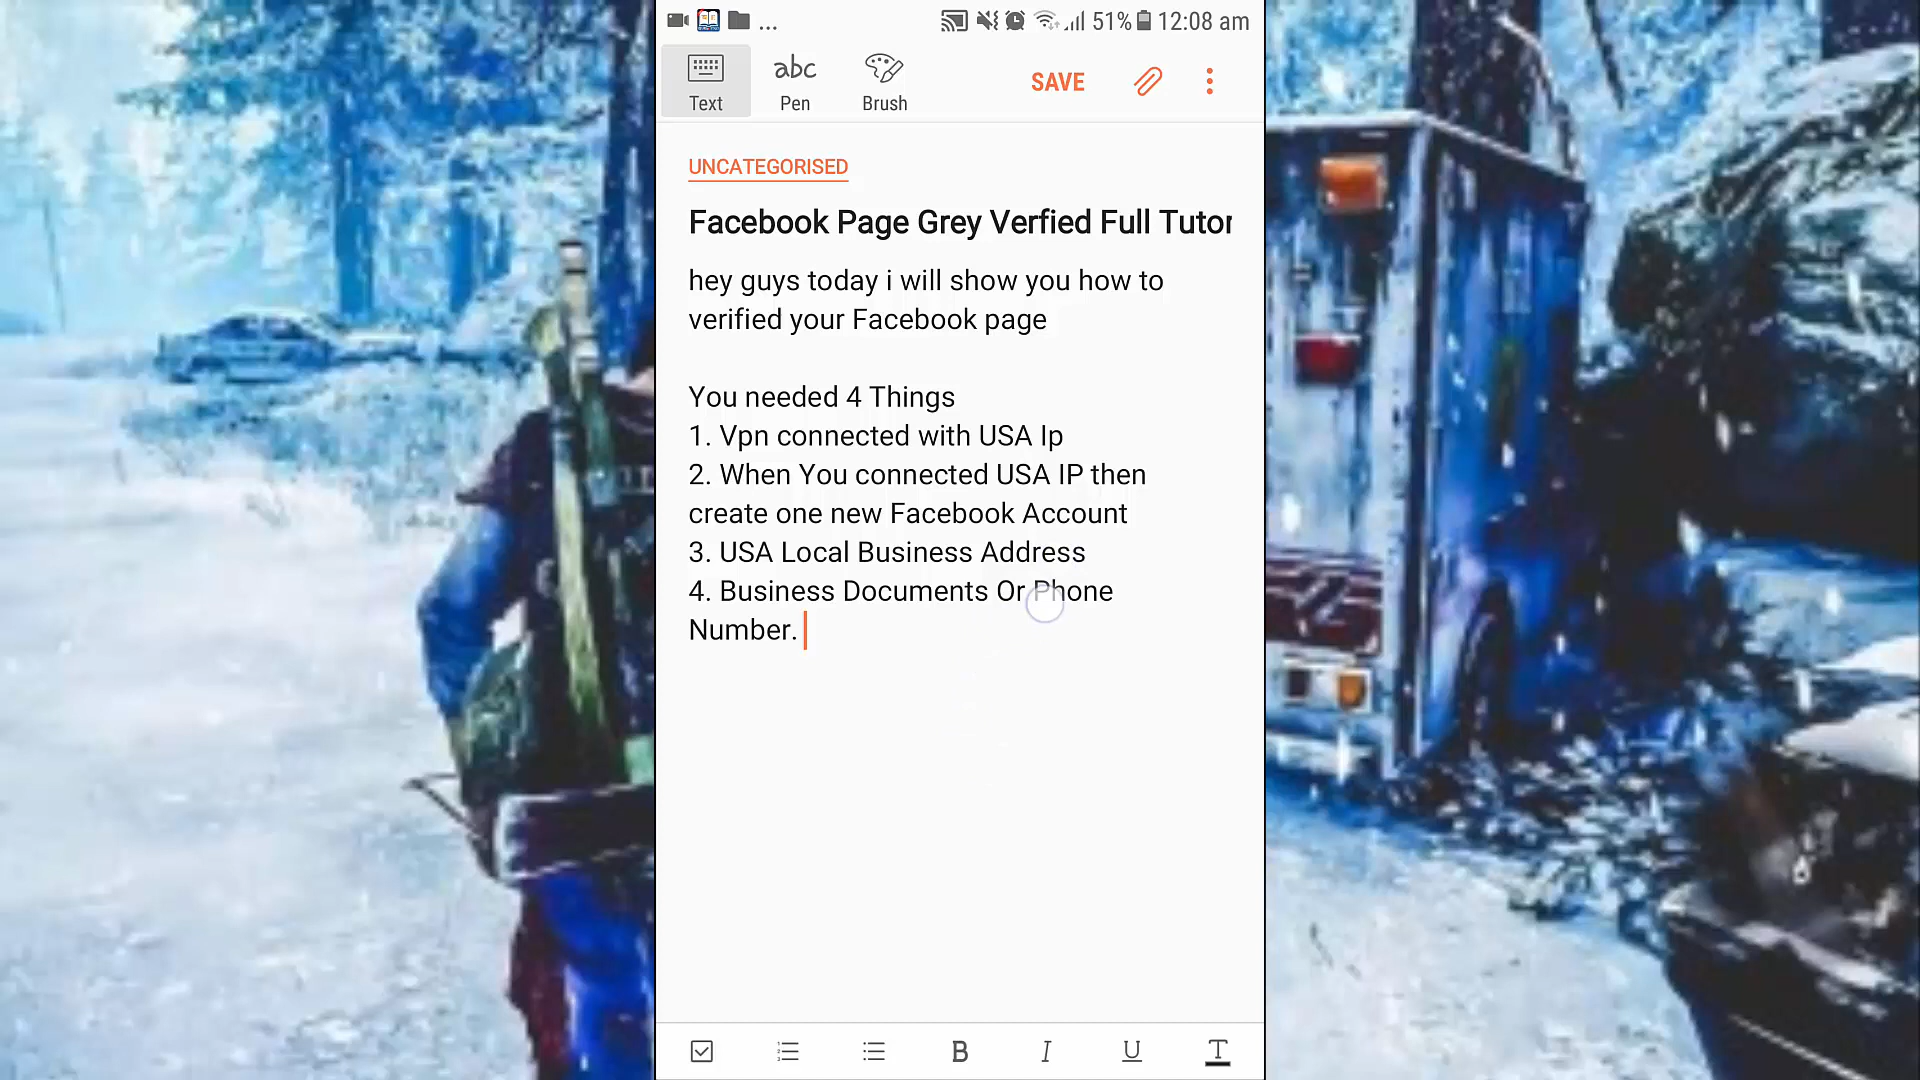 ... 51% 12:08 am
abc
Text Pen Brush SAVE
UNCATEGORISED
Facebook Page Grey Verfied Full Tutor
hey guys today i will show you how to
verified your Facebook page
You needed 4 Things
1. Vpn connected with USA Ip
2. When You connected USA IP then
create one new Facebook Account
3. USA Local Business Address
4. Business Documents Or Phone
Number.
B I U T